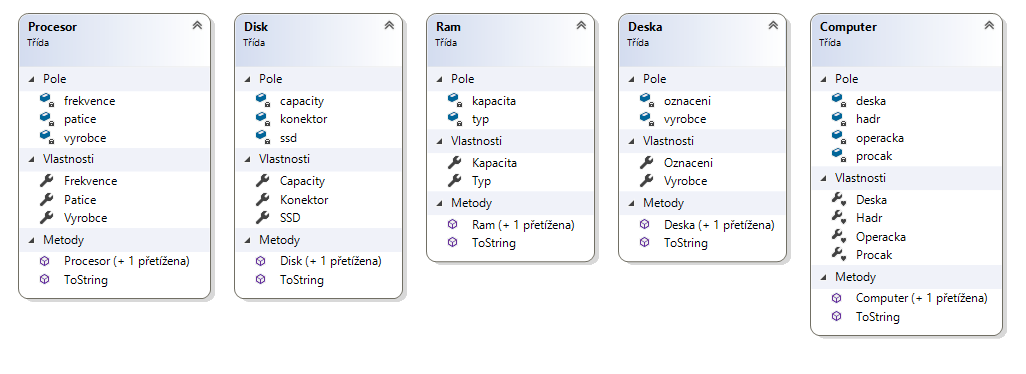 Procesor
Třída
Pole
frekvence
patice
vyrobce
Vlastnosti
Frekvence
Patice
Vyrobce
Metody
Procesor (+ 1 přetížena)
ToString
Disk
Třída
Pole
capacity
konektor
ssd
Vlastnosti
Capacity
Konektor
SSD
Metody
Disk (+ 1 přetížena)
ToString
Ram
Třída
Pole
kapacita
typ
Vlastnosti
Kapacita
Typ
Metody
Ram (+ 1 přetížena)
ToString
Deska
Třída
Pole
oznaceni
vyrobce
Vlastnosti
Oznaceni
Vyrobce
Metody
Deska (+ 1 přetížena)
ToString
Computer
Třída
Pole
deska
hadr
operacka
procak
Vlastnosti
Deska
Hadr
Operacka
Procak
Metody
Computer (+ 1 přetížena)
ToString